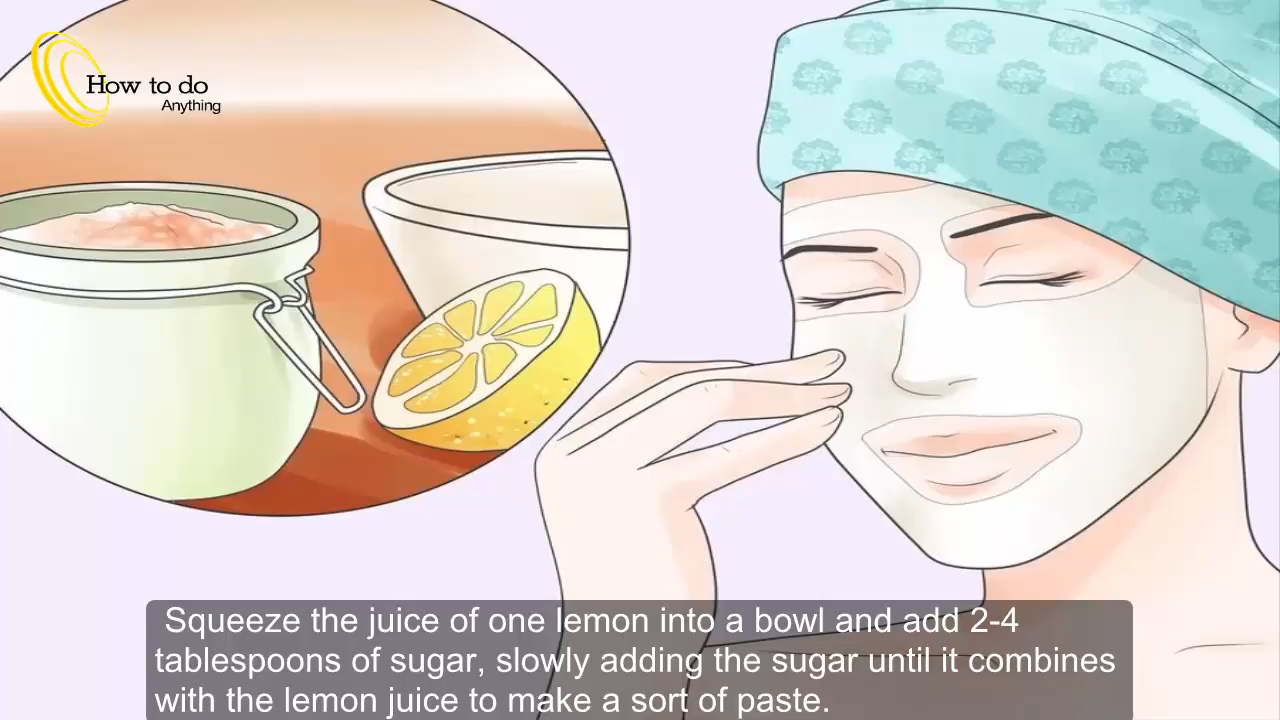 How to do
Anything
Squeeze the juice of one lemon into a bowl and add 2-4
tablespoons of sugar, slowly adding the sugar until it combines
with the lemon juice to make a sort of paste.